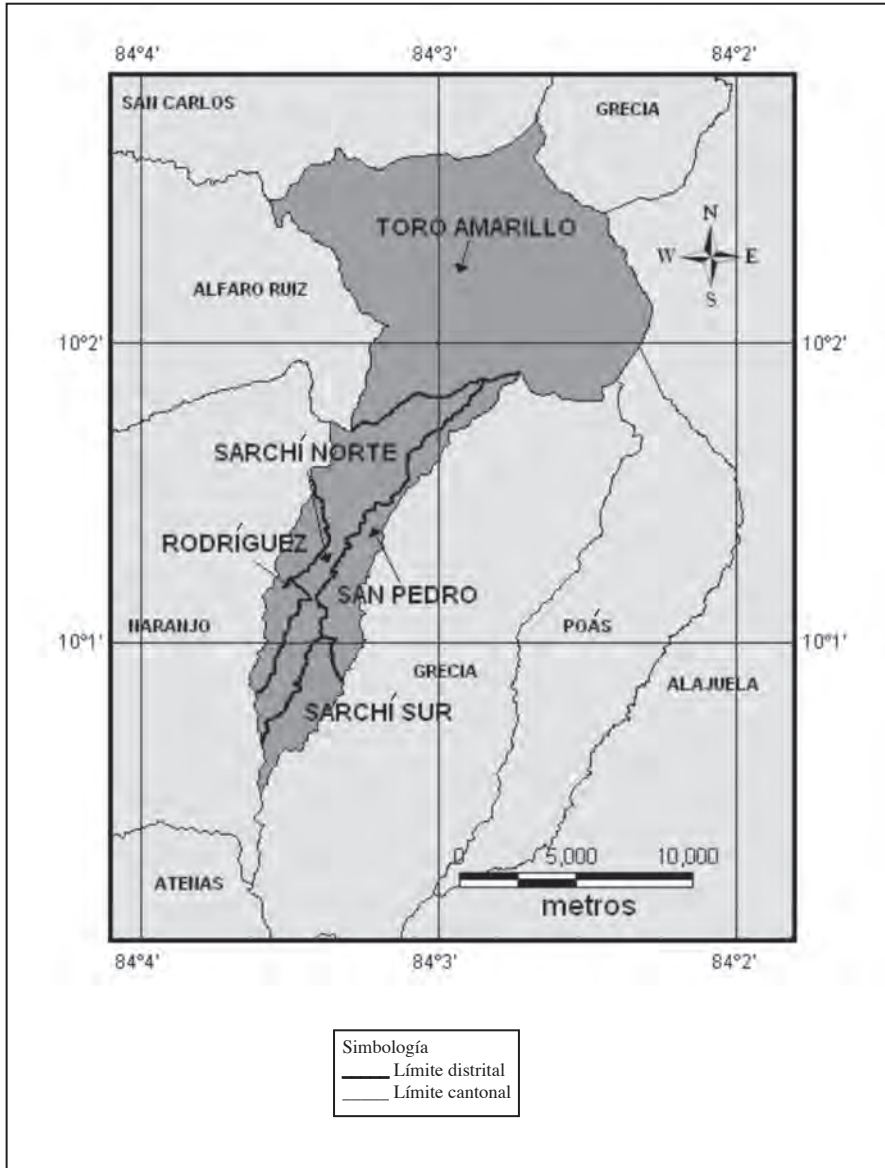 84°4'
84°3'
84°2'
SAN CARLOS
GRECIA
N
TORO AMARILLO
W
E
S
ALFARO RUIZ
10°2'
10°2'
SARCHÍ NORTE
RODRÍGUEZ
SAN PEDRO
NARANJO
POÁS
10°1'
10°1'
GRECIA
ALAJUELA
SARCHÍ SUR
0
5,000
10,000
ATENAS
metros
84°4'
84°3'
84°2'
Simbología
Límite distrital
Límite cantonal